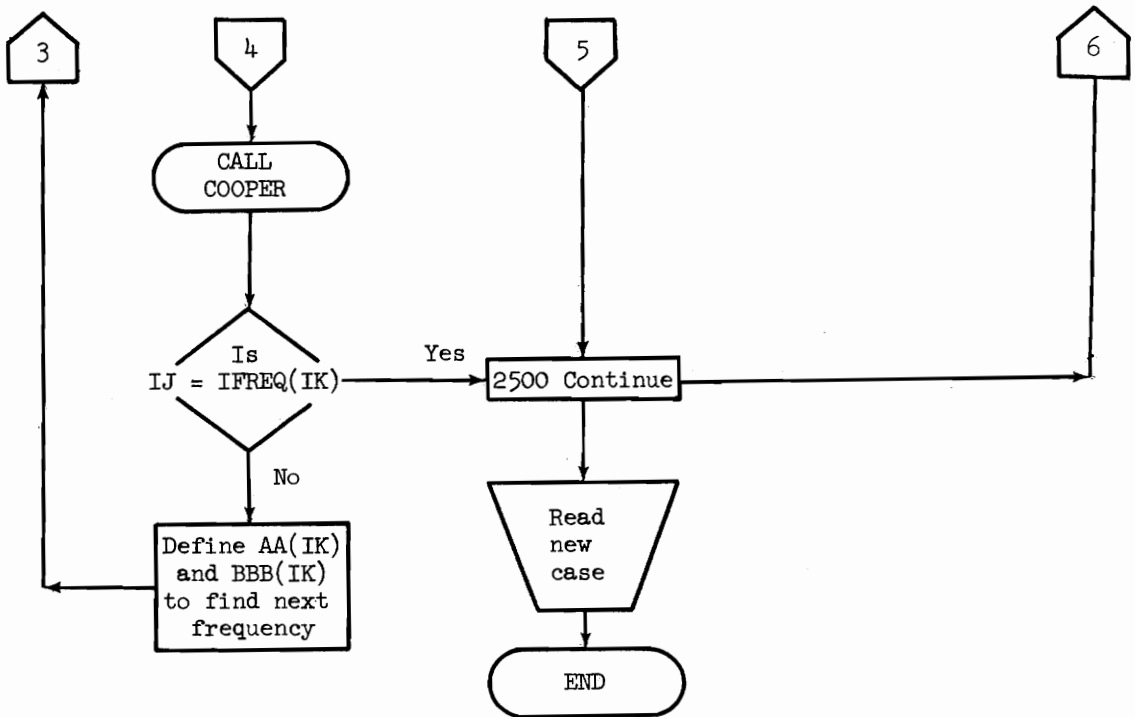 3
4
5
6
CALL
COOPER
Is
IJ = IFREQ(IK)
Yes
2500 Continue
No
Define AA(IK)
and BBB(IK)
to find next
frequency
Read
new
case
END